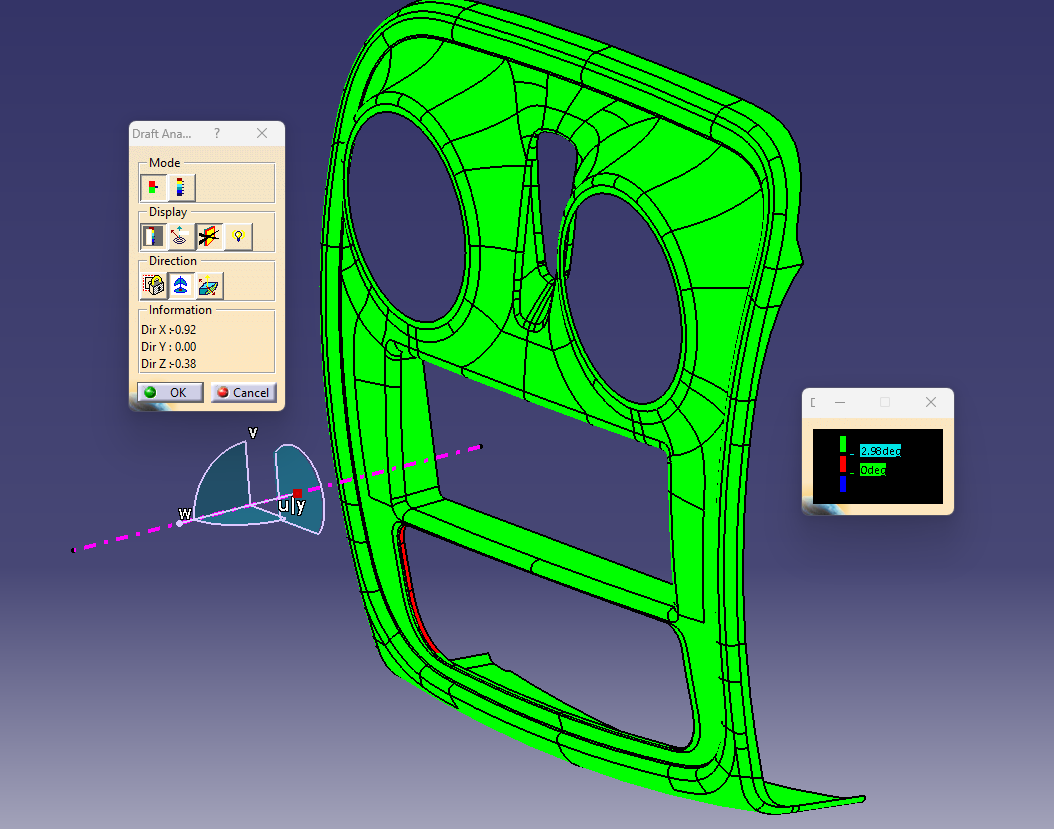 Draft Ana... ?
Mode
Display
Direction
Information
Dir X :-0.92
Dir Y : 0.00
Dir Z :-0.38
OK Cancel
V
W
U|y
2.98deg
0deg